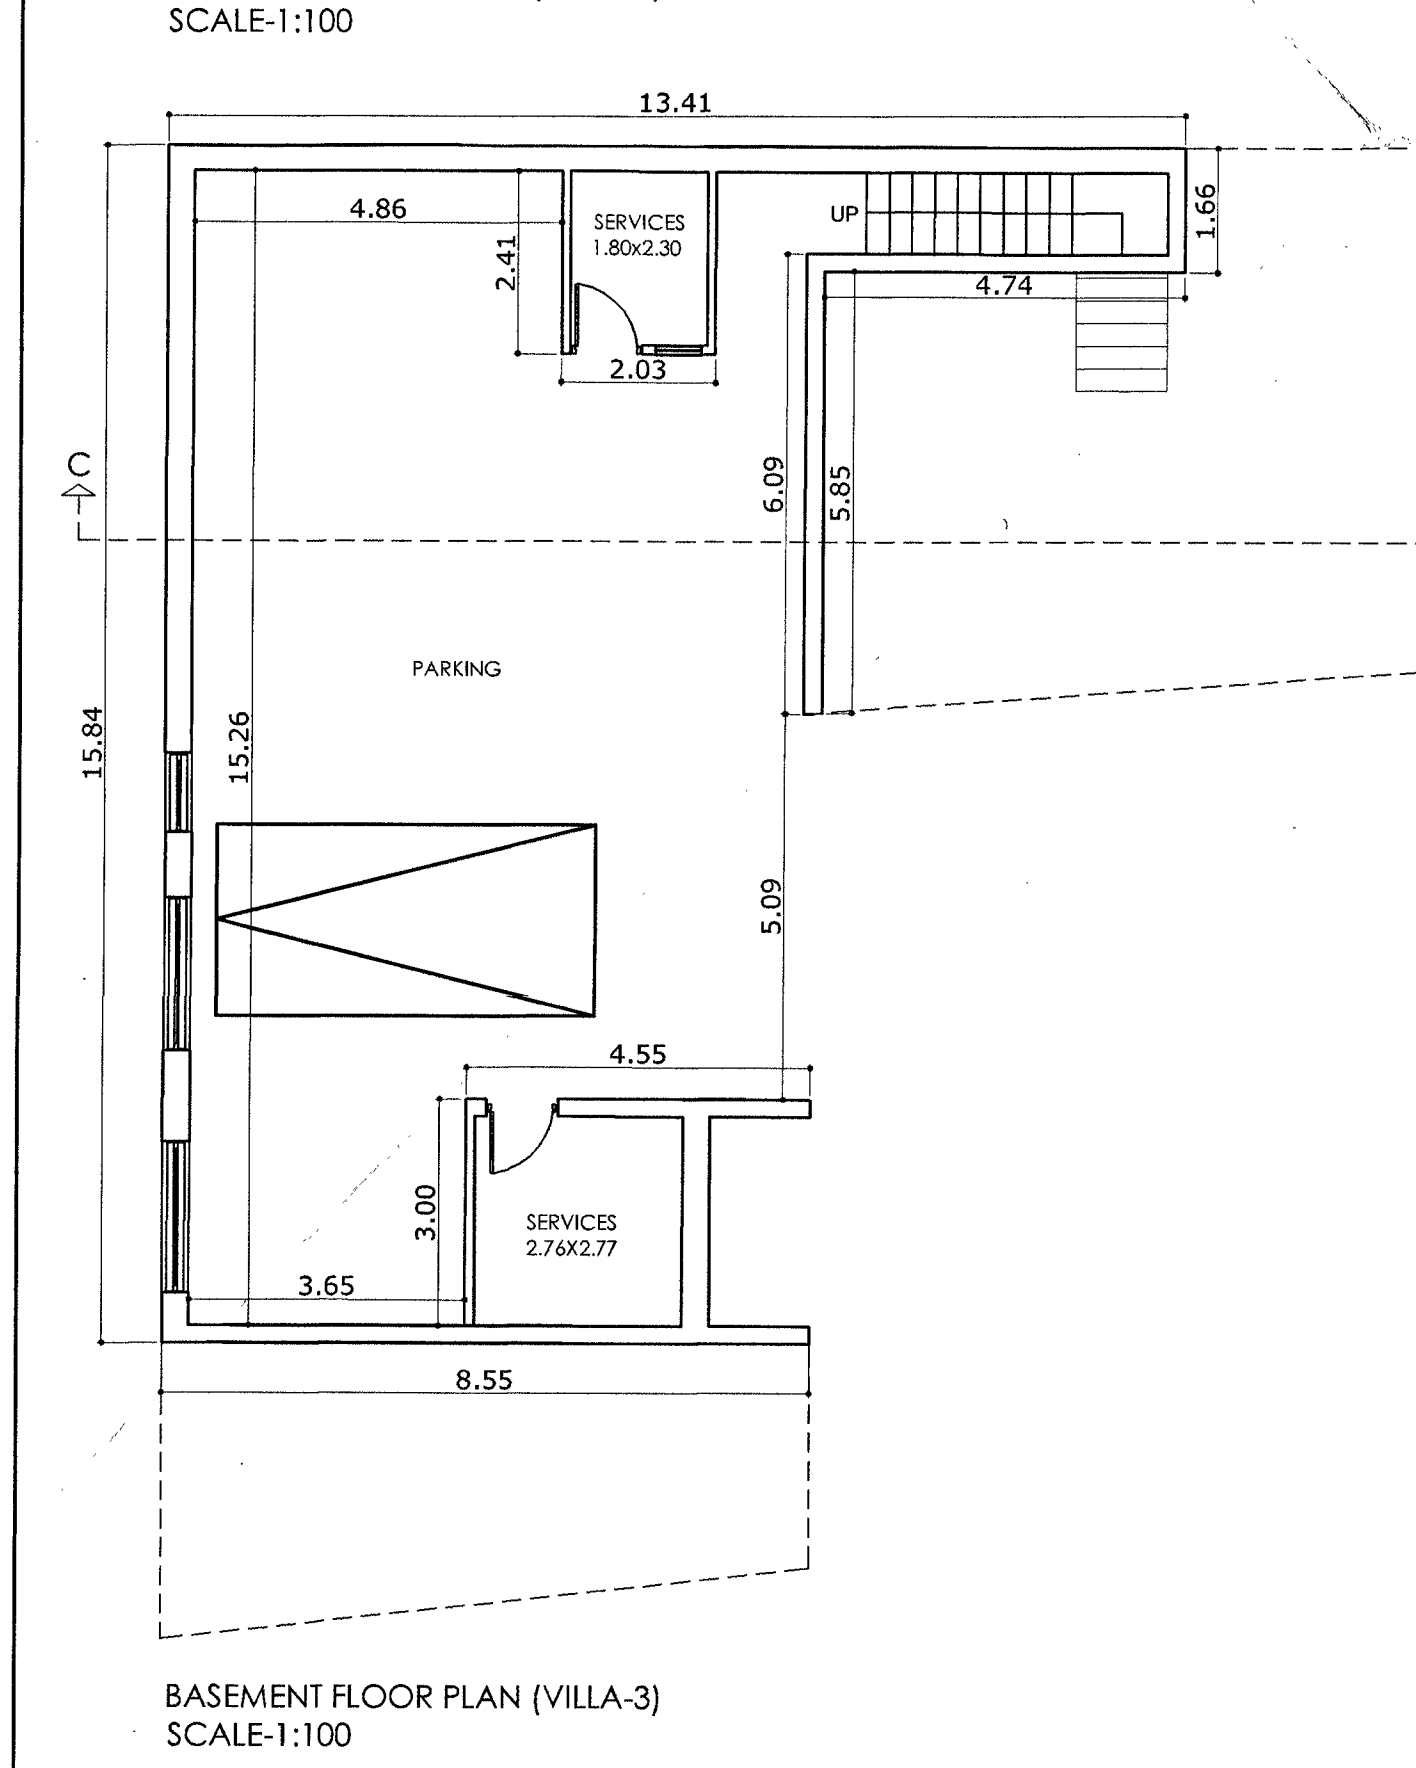 SCALE-1:100
13.41
4.86
SERVICES
1.80x2.30
UP
1.66
2.41
4.74
2.03
C
6.09
5.85
PARKING
15.84
15.26
5.09
4.55
3.00
SERVICES
2.76X2.77
3.65
8.55
BASEMENT FLOOR PLAN (VILLA-3)
SCALE-1:100